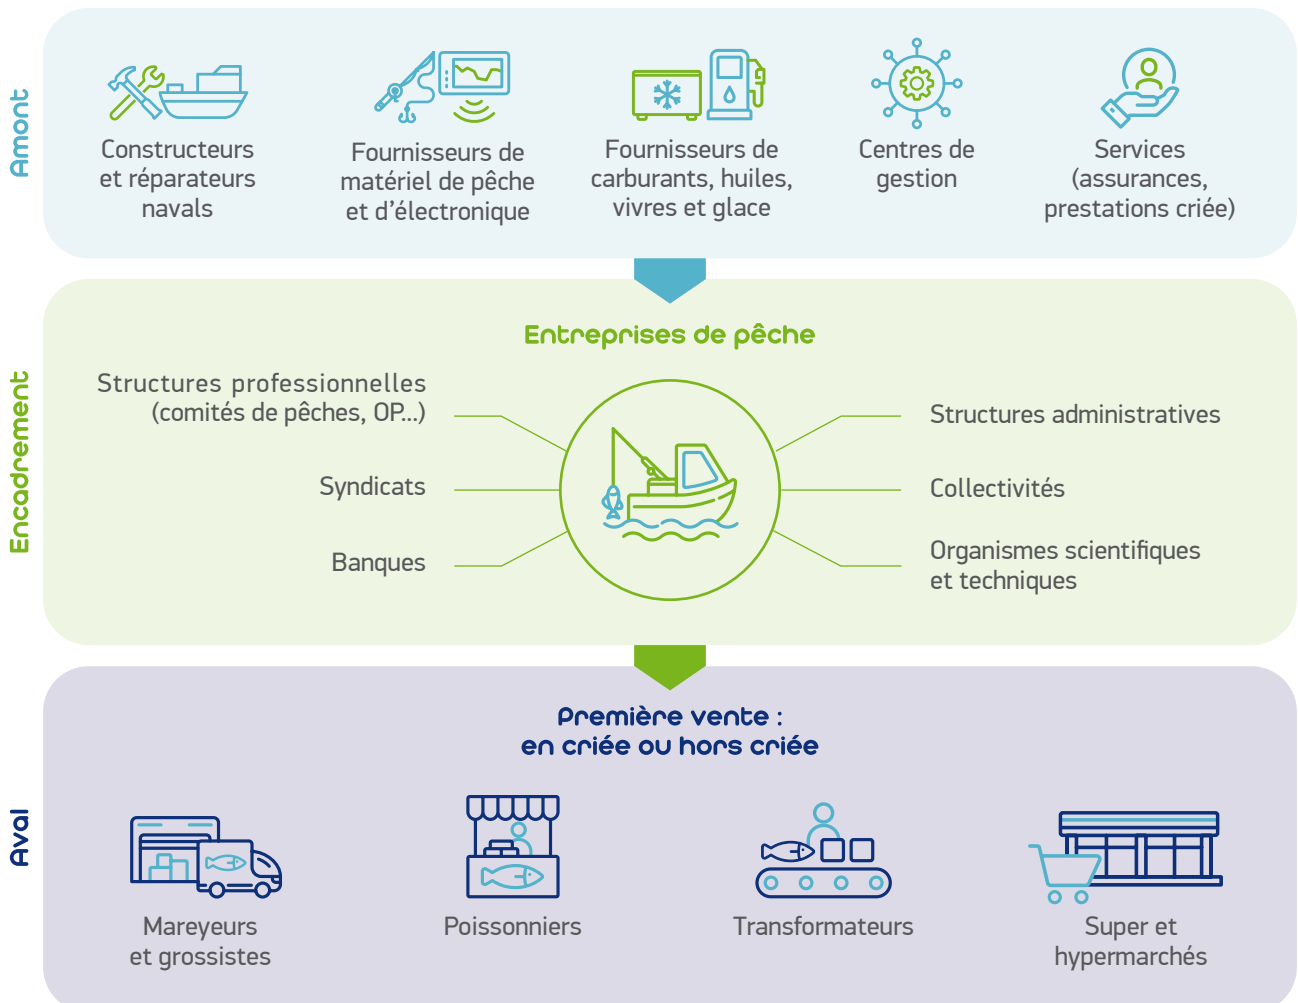 Amont
Constructeurs
et réparateurs
navals
Fournisseurs de
matériel de pêche
et d'électronique
Fournisseurs de
carburants, huiles,
vivres et glace
Centres de
gestion
Services
(assurances,
prestations criée)
Encadrement
Entreprises de pêche
Structures professionnelles
(comités de pêches, OP...)
Syndicats
Banques
Structures administratives
Collectivités
Organismes scientifiques
et techniques
Aval
Première vente :
en criée ou hors criée
Mareyeurs
et grossistes
Poissonniers
Transformateurs
Super et
hypermarchés